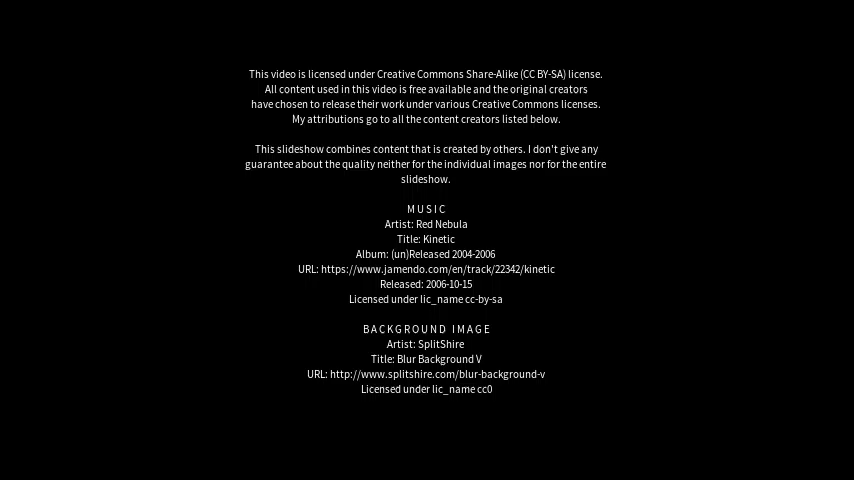 This video is licensed under Creative Commons Share-Alike (CC BY-SA) license.
All content used in this video is free available and the original creators
have chosen to release their work under various Creative Commons licenses.
My attributions go to all the content creators listed below.
This slideshow combines content that is created by others. I don't give any
guarantee about the quality neither for the individual images nor for the entire
slideshow.
MUSIC
Artist: Red Nebula
Title: Kinetic
Album: (un)Released 2004-2006
URL: https://www.jamendo.com/en/track/22342/kinetic
Released: 2006-10-15
Licensed under lic_name cc-by-sa
BACKGROUND IMAGE
Artist: SplitShire
Title: Blur Background V
URL: http://www.splitshire.com/blur-background-v
Licensed under lic_name cc0